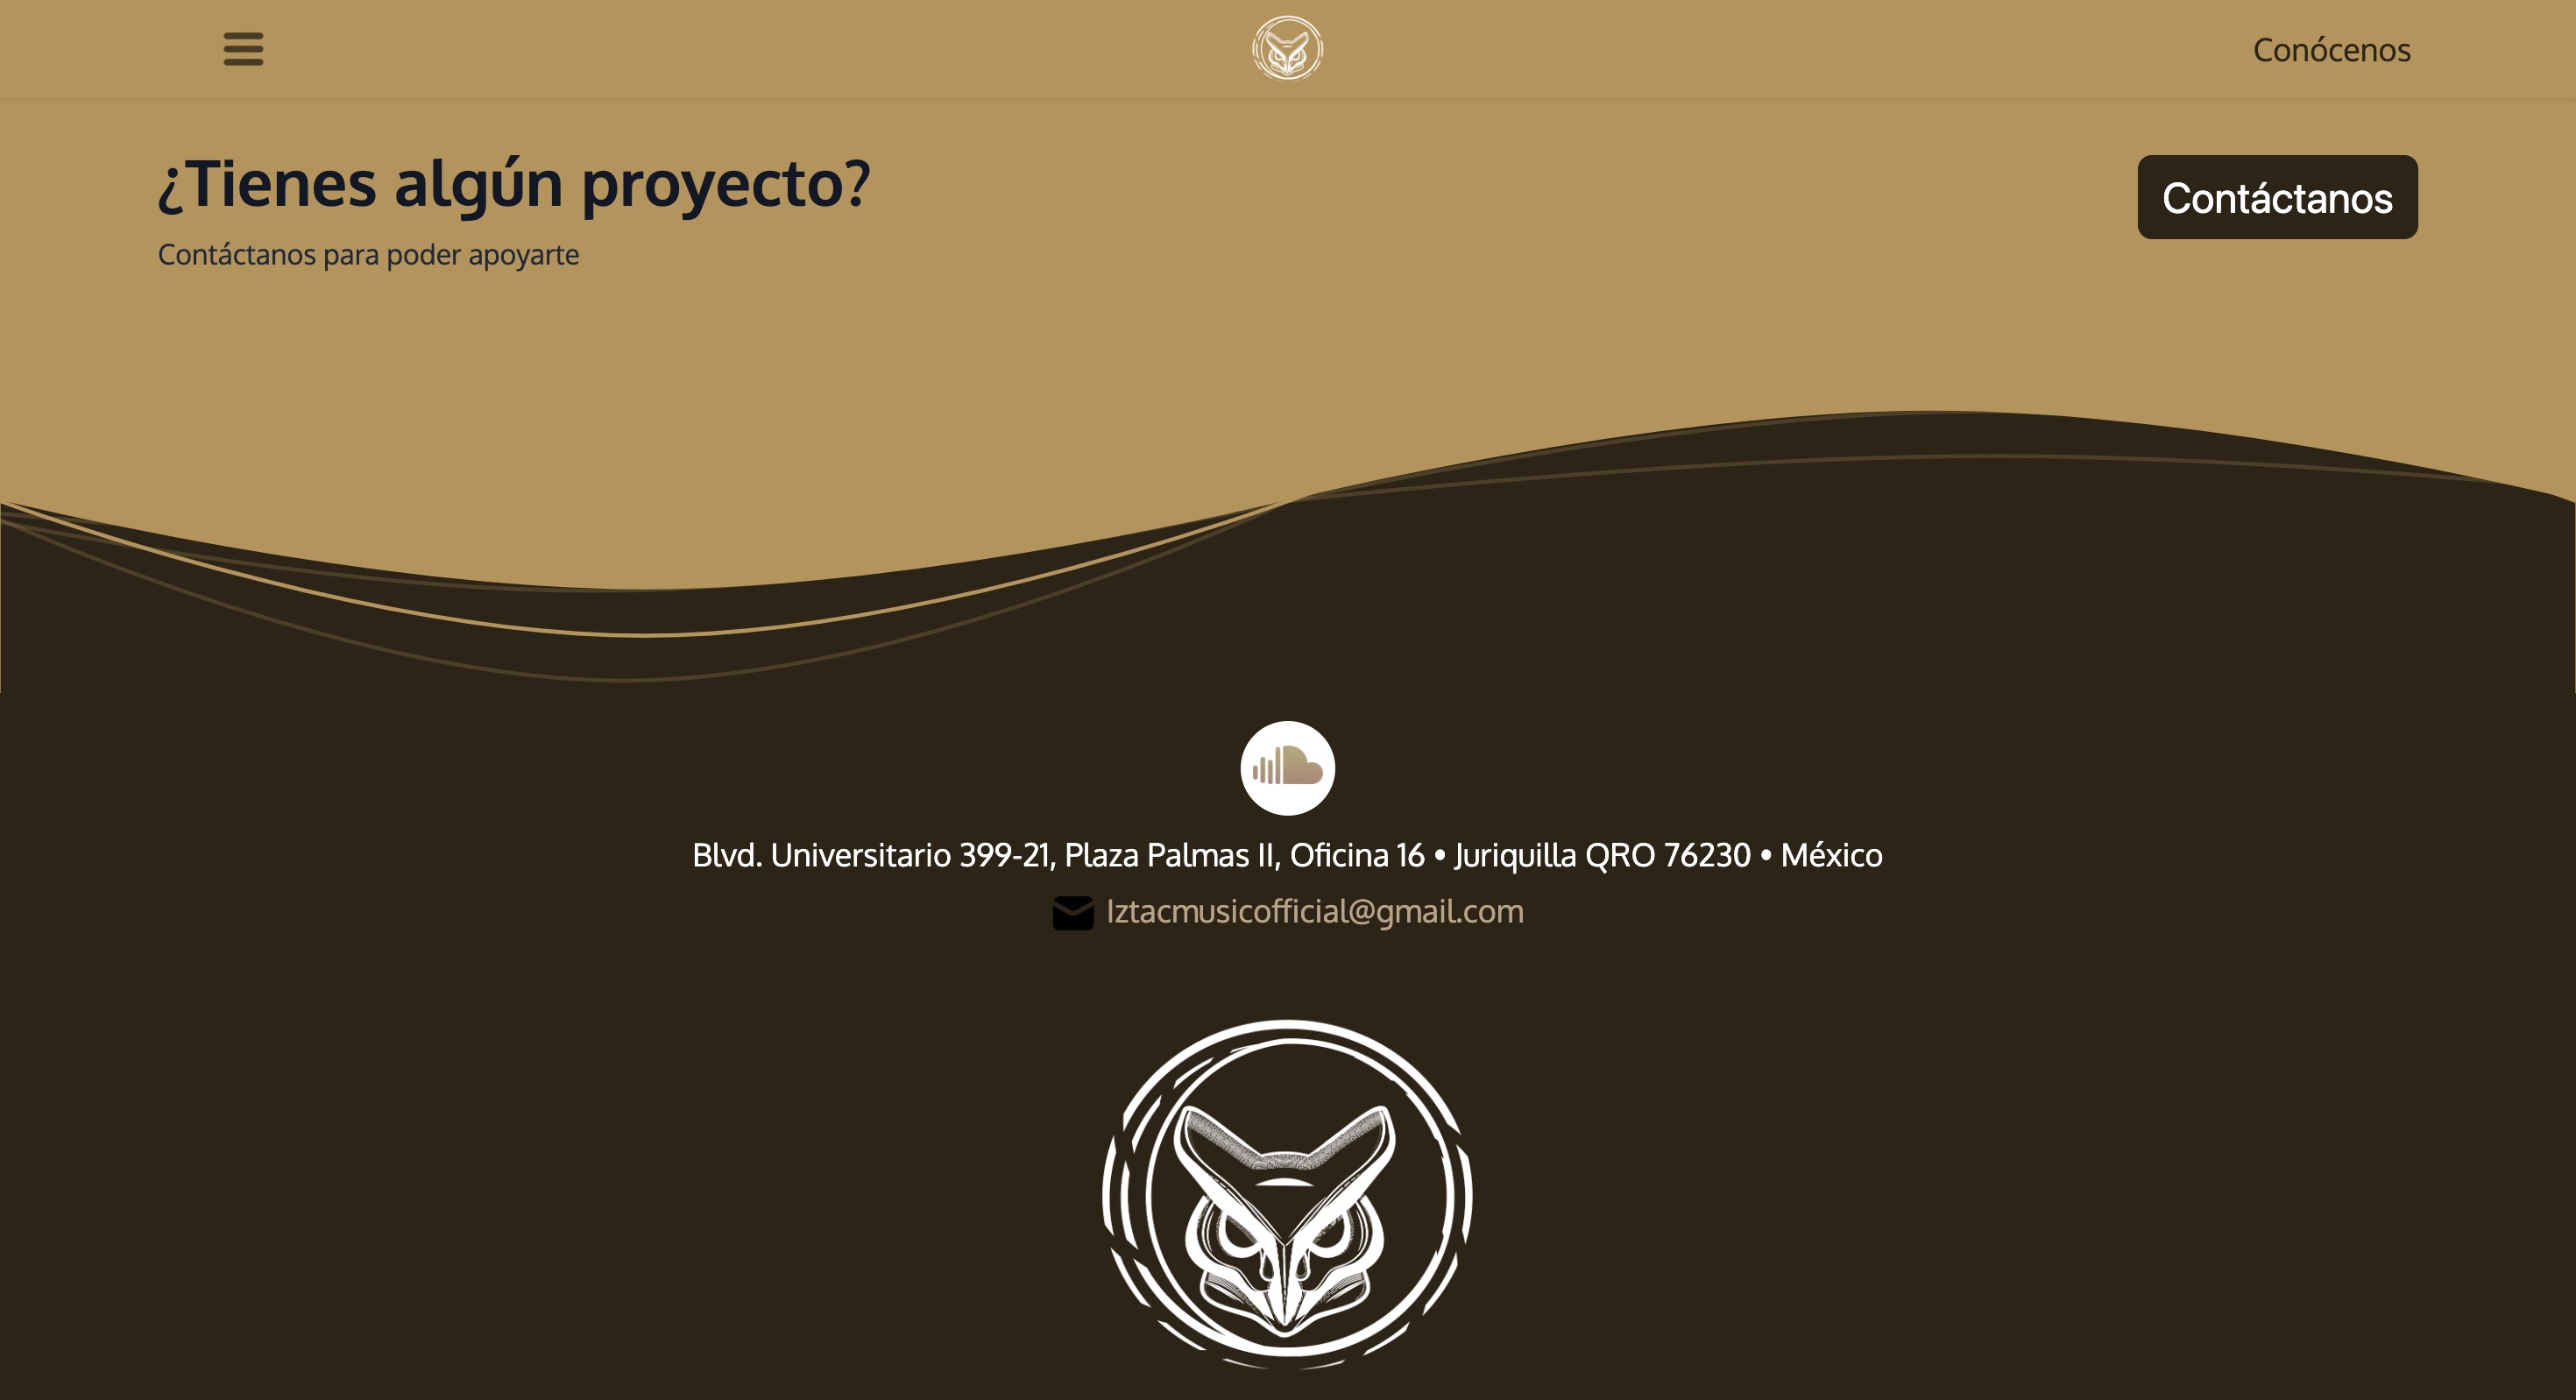 Conócenos
¿Tienes algún proyecto?
Contáctanos para poder apoyarte
Contáctanos
Blvd. Universitario 399-21, Plaza Palmas II, Oficina 16 • Juriquilla QRO 76230 • México
Iztacmusicofficial@gmail.com